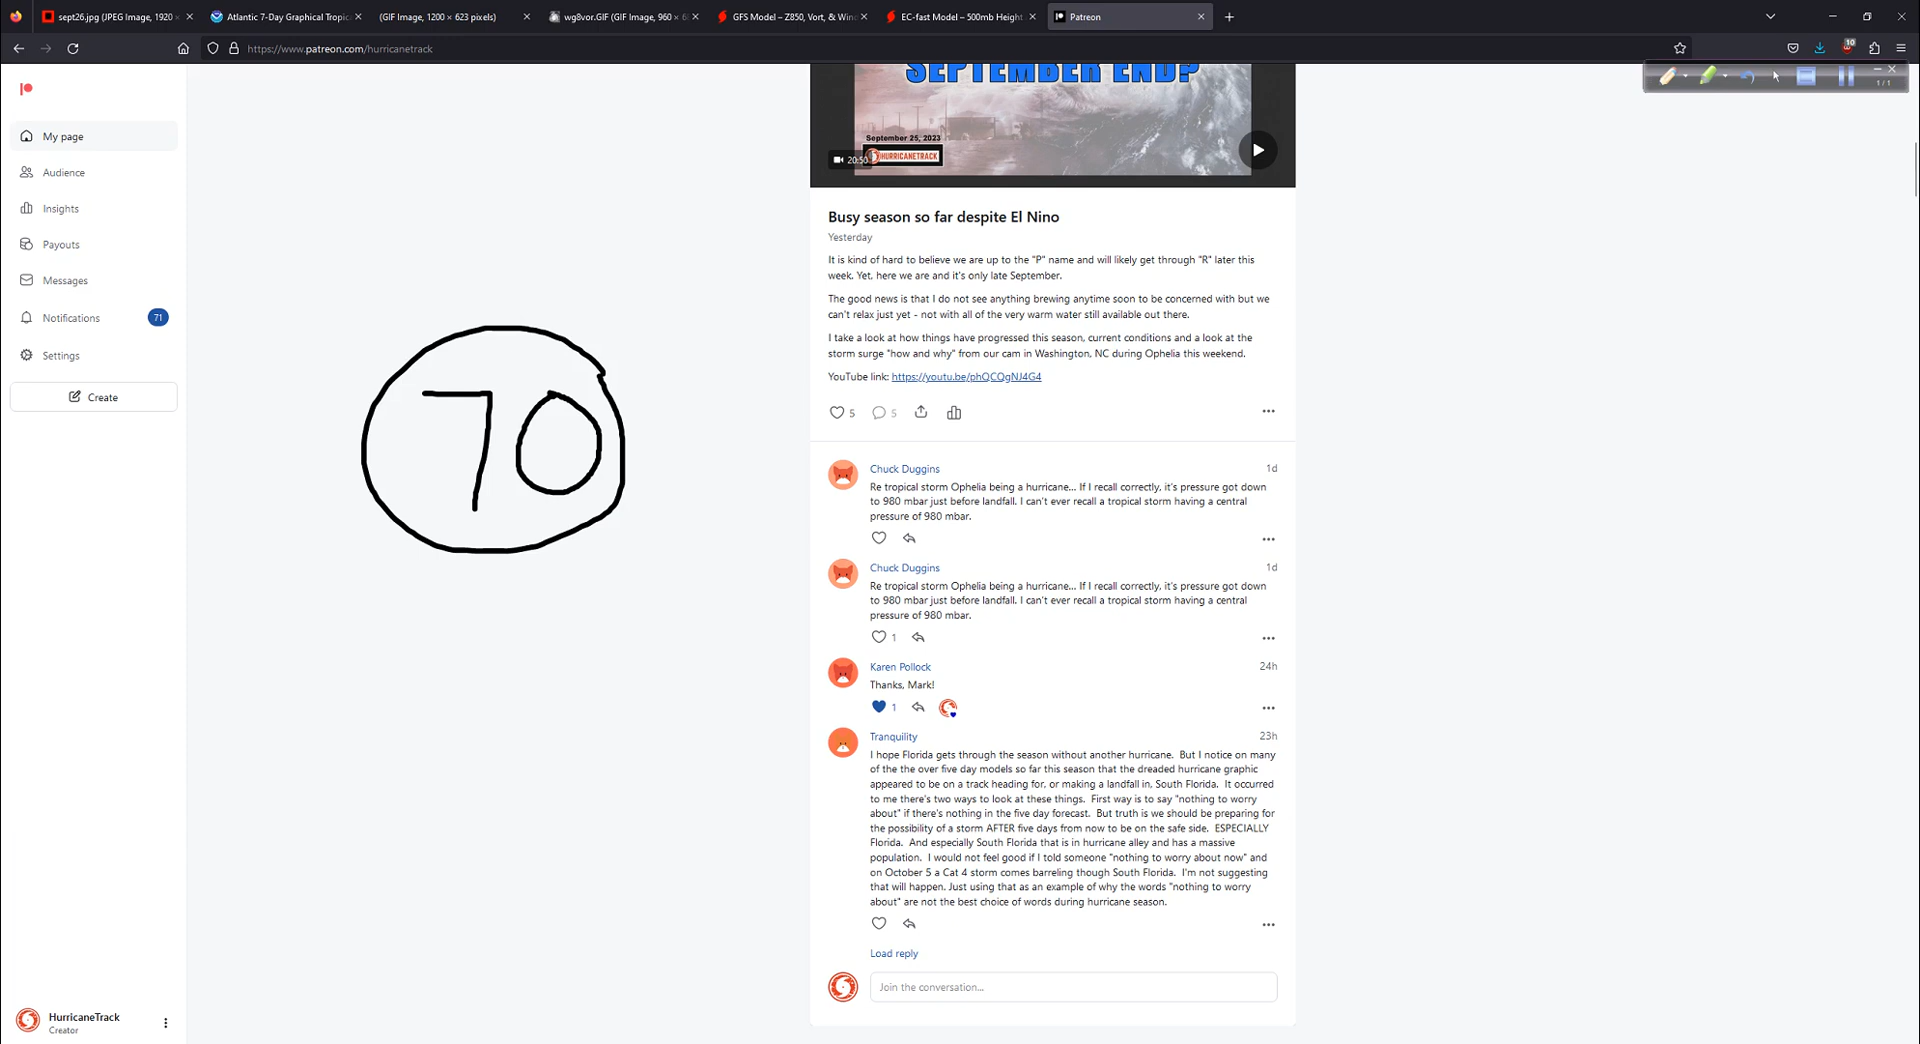 sept26.jpg (JPEG Image, 1920 ×
Atlantic 7-Day Graphical Tropic
(GIF Image, 1200 × 623 pixels)
wg8vor.GIF (GIF Image, 960 ×
GFS Model – Z850, Vort, & Win
EC-fast Model – 500mb Height
Patreon
https://www.patreon.com/hurricanetrack
10
1/1
My page
Audience
Insights
Payouts
Messages
Notifications
71
Settings
Create
70
SEPTEMBER END?
September 25, 2023
20:50
HURRICANETRACK
Busy season so far despite El Nino
Yesterday
It is kind of hard to believe we are up to the "P" name and will likely get through "R" later this
week. Yet, here we are and it's only late September.
The good news is that I do not see anything brewing anytime soon to be concerned with but we
can't relax just yet - not with all of the very warm water still available out there.
I take a look at how things have progressed this season, current conditions and a look at the
storm surge "how and why" from our cam in Washington, NC during Ophelia this weekend.
YouTube link: https://youtu.be/phQCQgNJ4G4
5
5
Chuck Duggins
1d
Re tropical storm Ophelia being a hurricane... If I recall correctly, it's pressure got down
to 980 mbar just before landfall. I can't ever recall a tropical storm having a central
pressure of 980 mbar.
Chuck Duggins
1d
Re tropical storm Ophelia being a hurricane... If I recall correctly, it's pressure got down
to 980 mbar just before landfall. I can't ever recall a tropical storm having a central
pressure of 980 mbar.
1
Karen Pollock
24h
Thanks, Mark!
1
Tranquility
23h
I hope Florida gets through the season without another hurricane. But I notice on many
of the the over five day models so far this season that the dreaded hurricane graphic
appeared to be on a track heading for, or making a landfall in, South Florida. It occurred
to me there's two ways to look at these things. First way is to say "nothing to worry
about" if there's nothing in the five day forecast. But truth is we should be preparing for
the possibility of a storm AFTER five days from now to be on the safe side. ESPECIALLY
Florida. And especially South Florida that is in hurricane alley and has a massive
population. I would not feel good if I told someone "nothing to worry about now" and
on October 5 a Cat 4 storm comes barreling though South Florida. I'm not suggesting
that will happen. Just using that as an example of why the words "nothing to worry
about" are not the best choice of words during hurricane season.
Load reply
Join the conversation...
HurricaneTrack
Creator